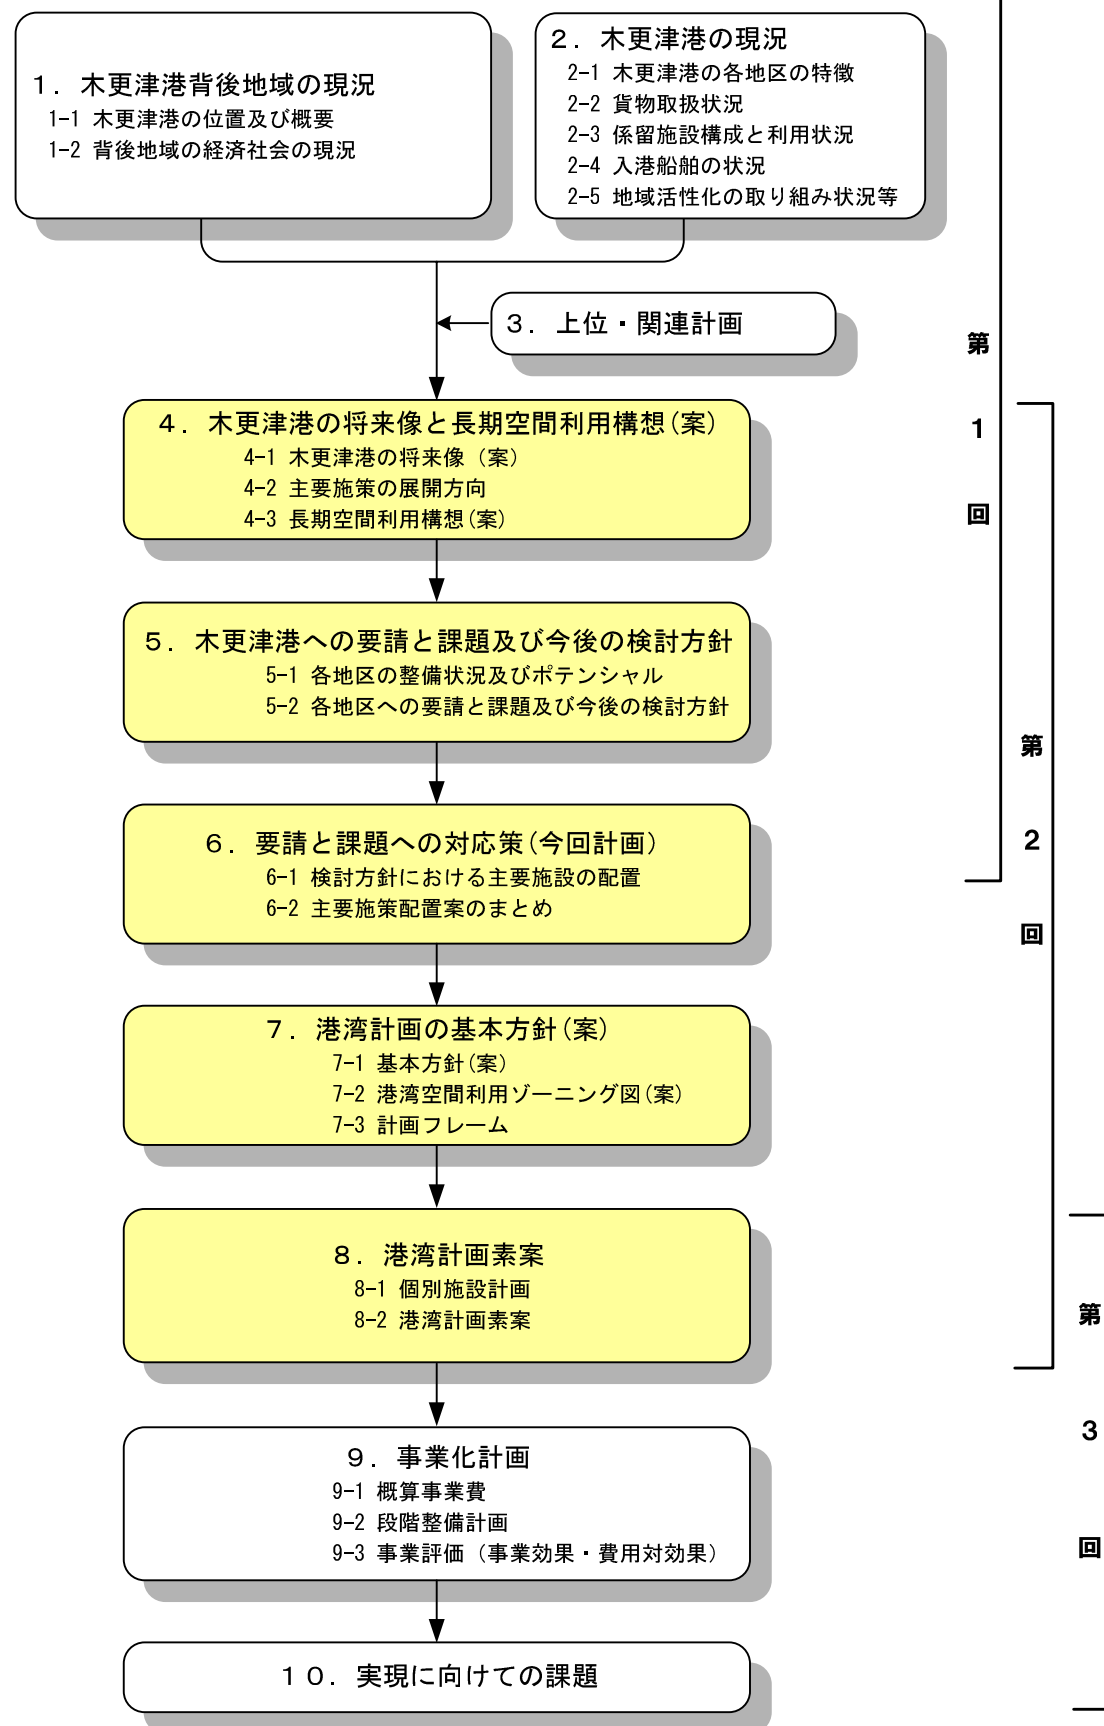 １．木更津港背後地域の現況
1-1 木更津港の位置及び概要
1-2 背後地域の経済社会の現況
２．木更津港の現況
2-1 木更津港の各地区の特徴
2-2 貨物取扱状況
2-3 係留施設構成と利用状況
2-4 入港船舶の状況
2-5 地域活性化の取り組み状況等
３．上位・関連計画
４．木更津港の将来像と長期空間利用構想(案)
4-1 木更津港の将来像（案）
4-2 主要施策の展開方向
4-3 長期空間利用構想(案)
５．木更津港への要請と課題及び今後の検討方針
5-1 各地区の整備状況及びポテンシャル
5-2 各地区への要請と課題及び今後の検討方針
６．要請と課題への対応策(今回計画)
6-1 検討方針における主要施設の配置
6-2 主要施策配置案のまとめ
７．港湾計画の基本方針(案)
7-1 基本方針(案)
7-2 港湾空間利用ゾーニング図(案)
7-3 計画フレーム
８．港湾計画素案
8-1 個別施設計画
8-2 港湾計画素案
９．事業化計画
9-1 概算事業費
9-2 段階整備計画
9-3 事業評価（事業効果・費用対効果）
１０．実現に向けての課題
第1回
第2回
第3回